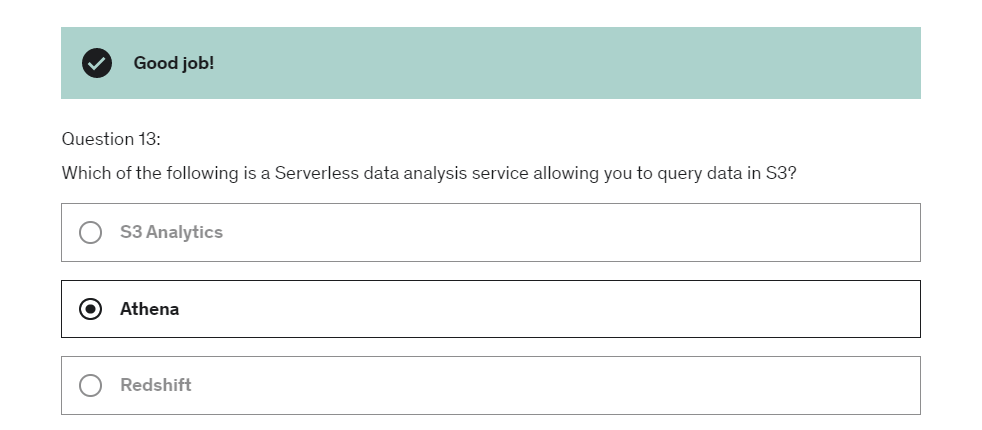 Good job!
Question 13:
Which of the following is a Serverless data analysis service allowing you to query data in S3?
S3 Analytics
Athena
Redshift